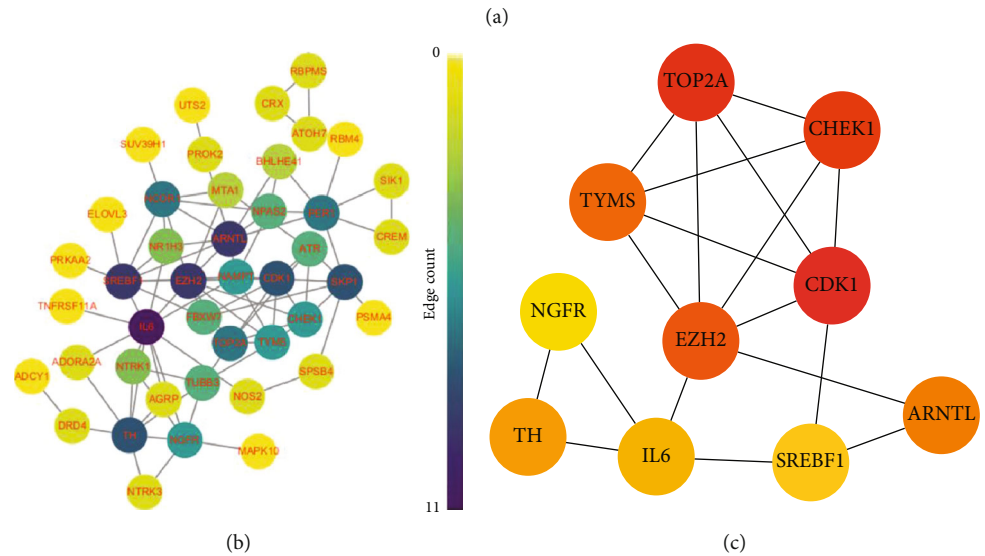 (a)
0
RBPMS
CRX
UTS2
ATOH7
RBM4
SUV39H1
PROK2
BHLHE41
SIK1
MTA1
NPAS2
ELOVL3
CREM
NR1H3
ARNTL
ATR
PRKAA2
EZH2
CDK1
SKP1
TNFRSF11A
FBXW7
CHEK1
PSMA4
IL6
TYMS
ADORA2A
ADCY1
NTRK1
TUBB3
SPSB4
AGRP
NOS2
DRD4
TH
NGFR
MAPK10
NTRK3
Edge count
11
(b)
TOP2A
CHEK1
TYMS
CDK1
NGFR
EZH2
ARNTL
TH
IL6
SREBF1
(c)